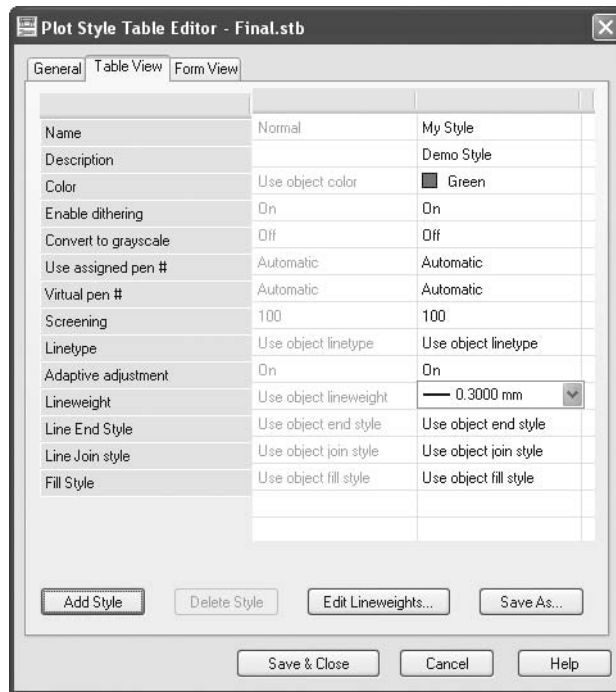 Plot Style Table Editor - Final.stb
General Table View Form View
Name Normal My Style
Description Demo Style
Color Use object color Green
Enable dithering On On
Convert to grayscale Off Off
Use assigned pen # Automatic Automatic
Virtual pen # Automatic Automatic
Screening 100 100
Linetype Use object linetype Use object linetype
Adaptive adjustment On On
Lineweight Use object lineweight 0.3000 mm
Line End Style Use object end style Use object end style
Line Join style Use object join style Use object join style
Fill Style Use object fill style Use object fill style
Add Style Delete Style Edit Lineweights... Save As...
Save & Close Cancel Help